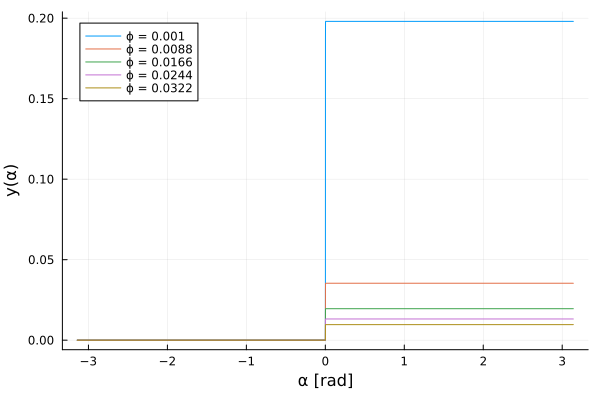 0.20
0.15
0.10
0.05
0.00
y(α)
ϕ = 0.001
ϕ = 0.0088
ϕ = 0.0166
ϕ = 0.0244
ϕ = 0.0322
−3 −2 −1 0 1 2 3
α [rad]